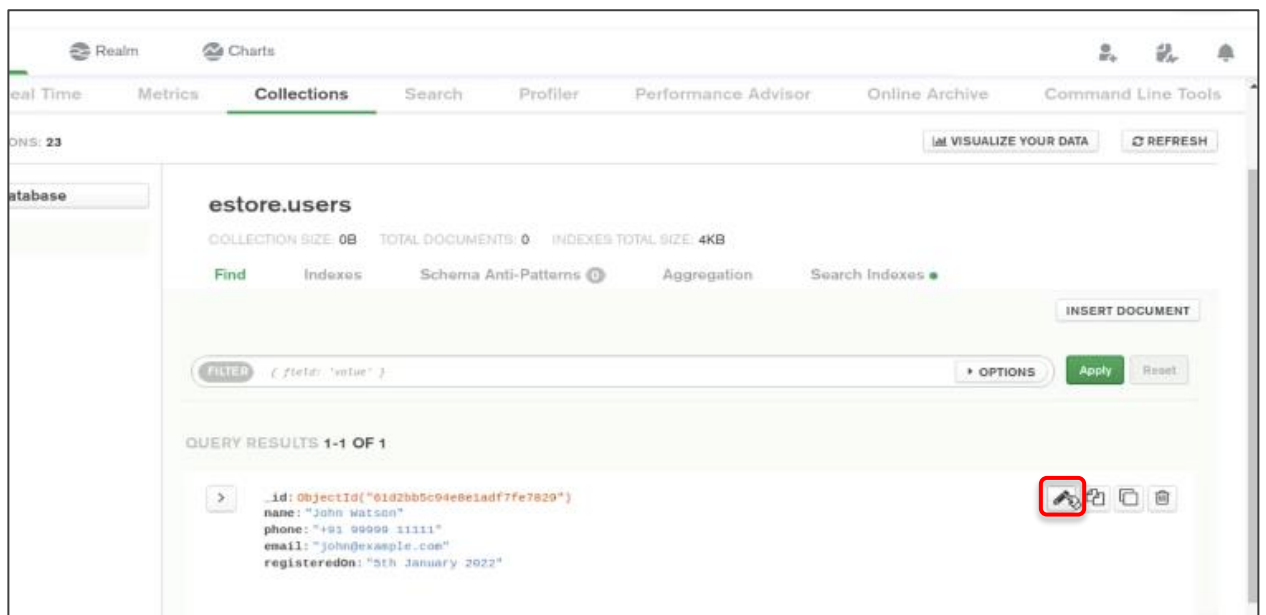 Realm Charts
eal Time Metrics Collections Search Profiler Performance Advisor Online Archive Command Line Tools
ONS: 23 VISUALIZE YOUR DATA REFRESH
atabase
estore.users
COLLECTION SIZE: 0B TOTAL DOCUMENTS: 0 INDEXES TOTAL SIZE: 4KB
Find Indexes Schema Anti-Patterns 0 Aggregation Search Indexes
INSERT DOCUMENT
FILTER { field: 'value' } OPTIONS Apply Reset
QUERY RESULTS 1-1 OF 1
_id: ObjectId("61d2bb5c94e8e1adf7fe7829")
name: "John Watson"
phone: "+91 99999 11111"
email: "john@example.com"
registeredOn: "5th January 2022"